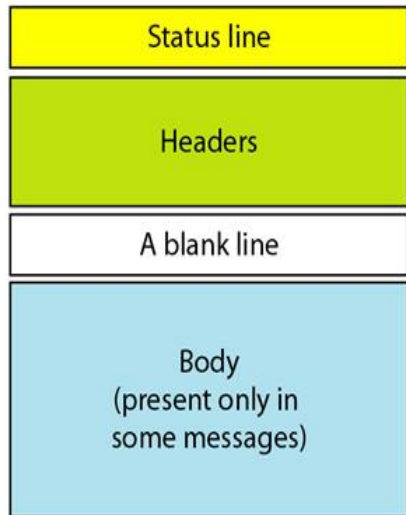 Status line
Headers
A blank line
Body
(present only in
some messages)